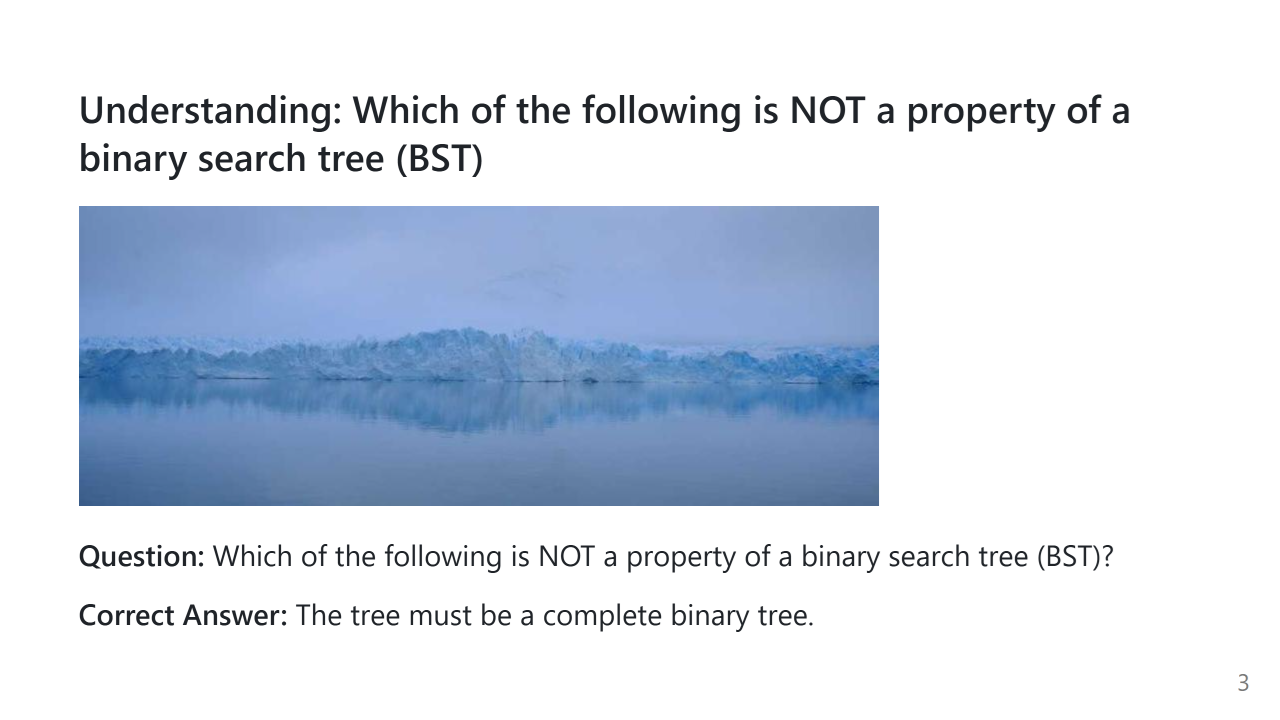 Understanding: Which of the following is NOT a property of a
binary search tree (BST)
Question: Which of the following is NOT a property of a binary search tree (BST)?
Correct Answer: The tree must be a complete binary tree.
3